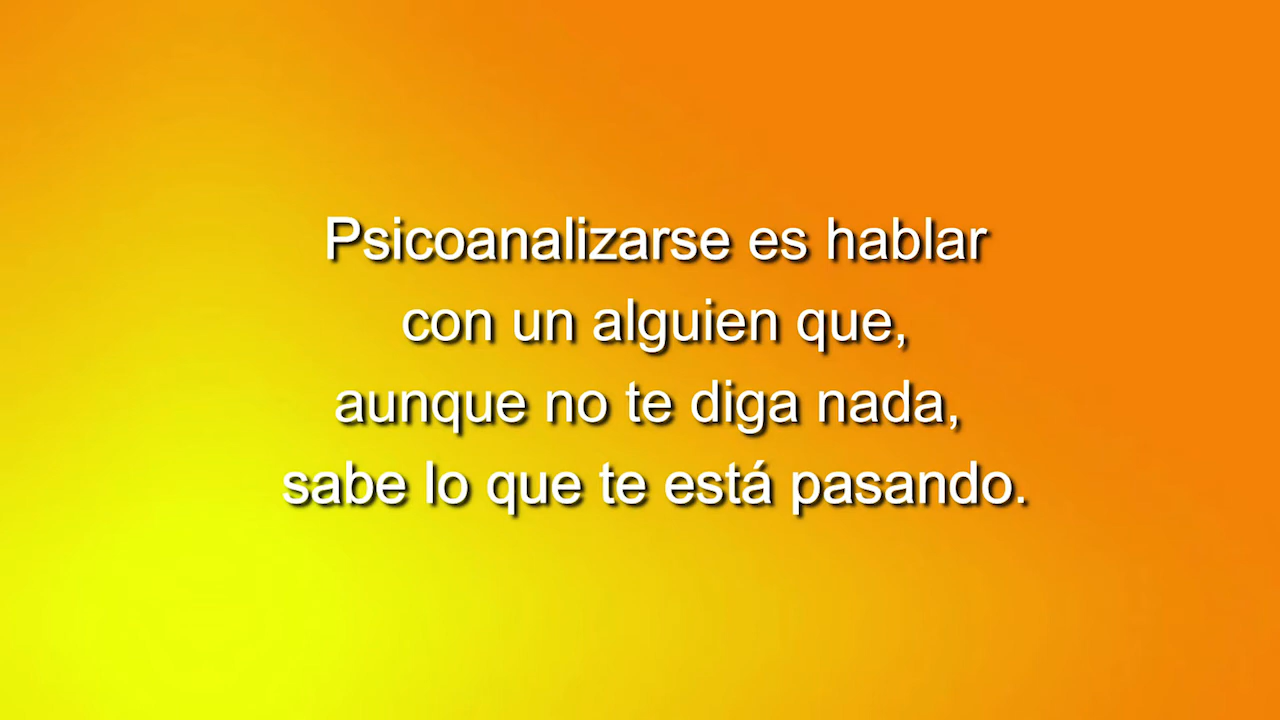 Psicoanalizarse es hablar
con un alguien que,
aunque no te diga nada,
sabe lo que te está pasando.